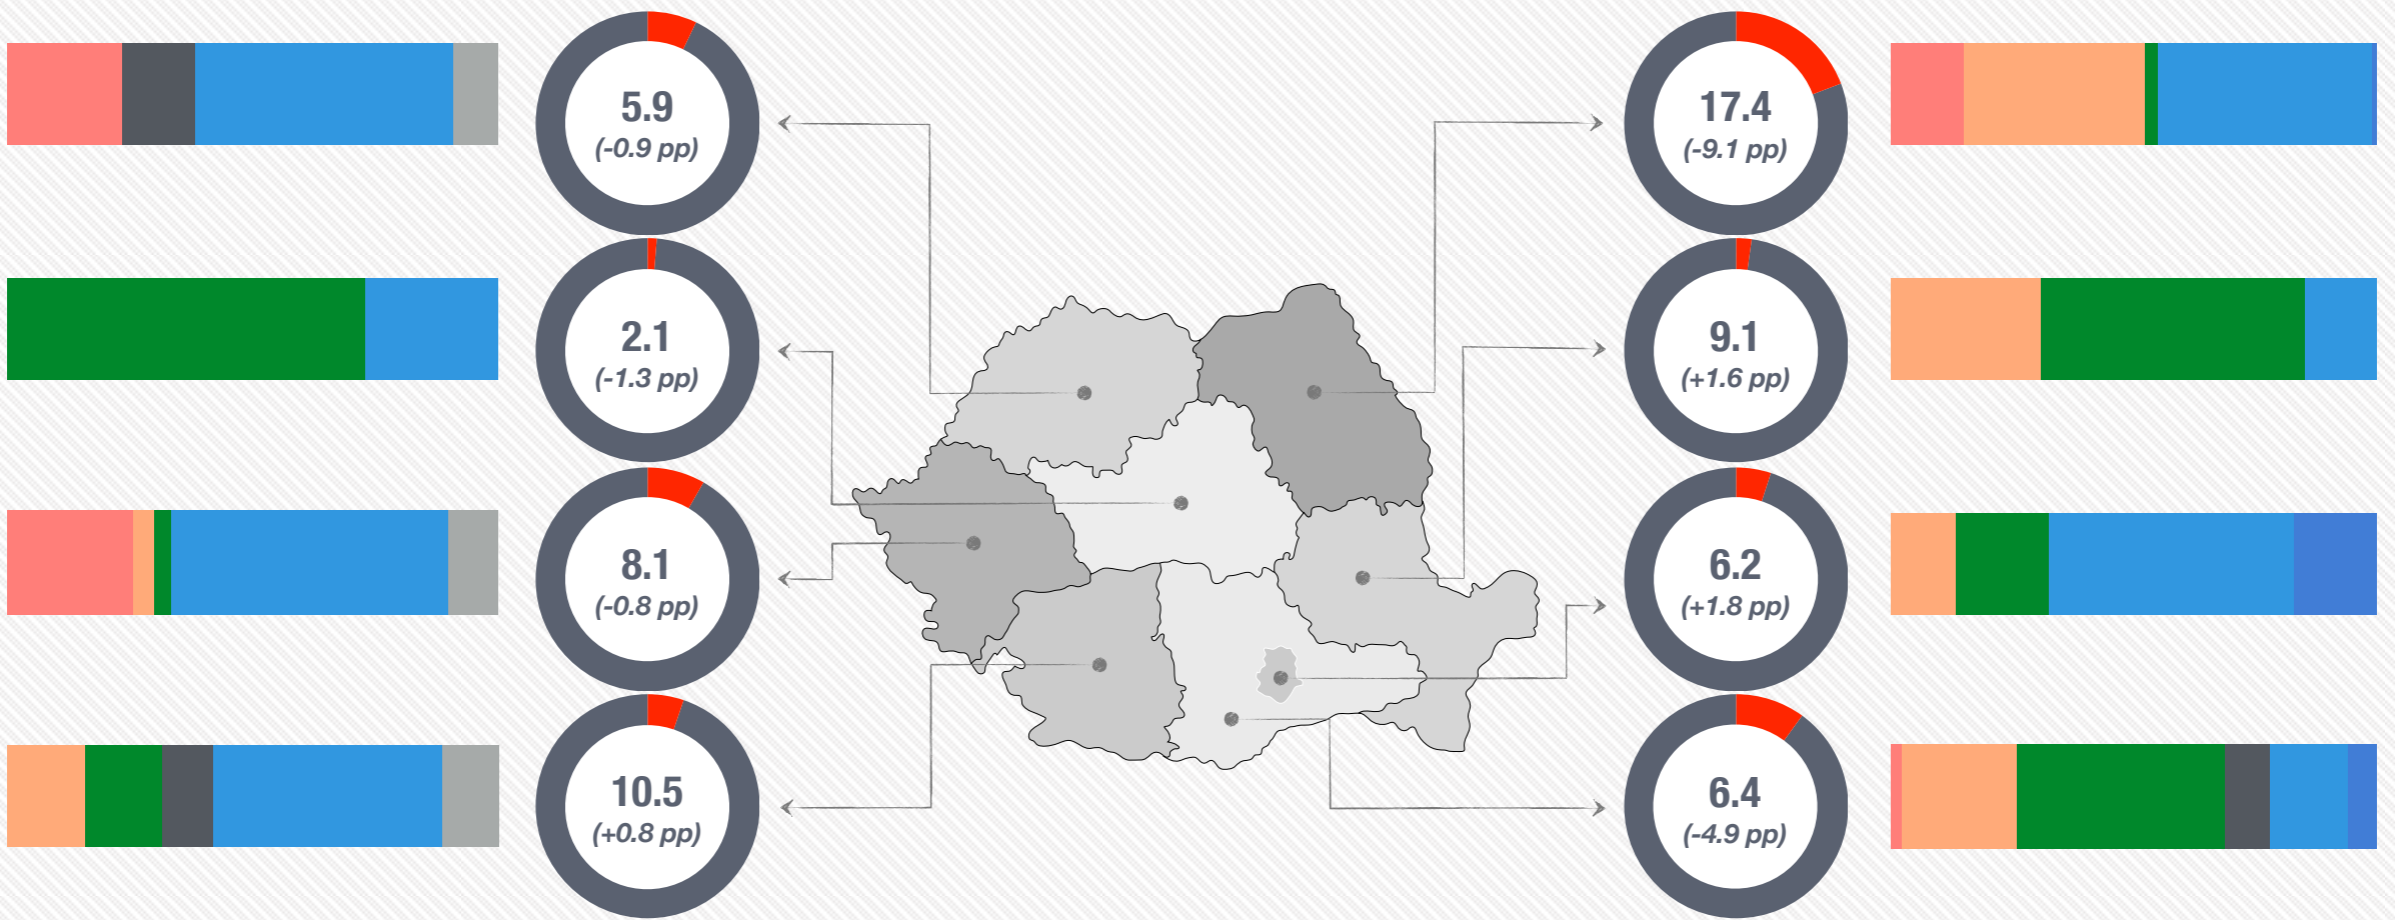 5.9
(-0.9 pp)
2.1
(-1.3 pp)
8.1
(-0.8 pp)
10.5
(+0.8 pp)
17.4
(-9.1 pp)
9.1
(+1.6 pp)
6.2
(+1.8 pp)
6.4
(-4.9 pp)